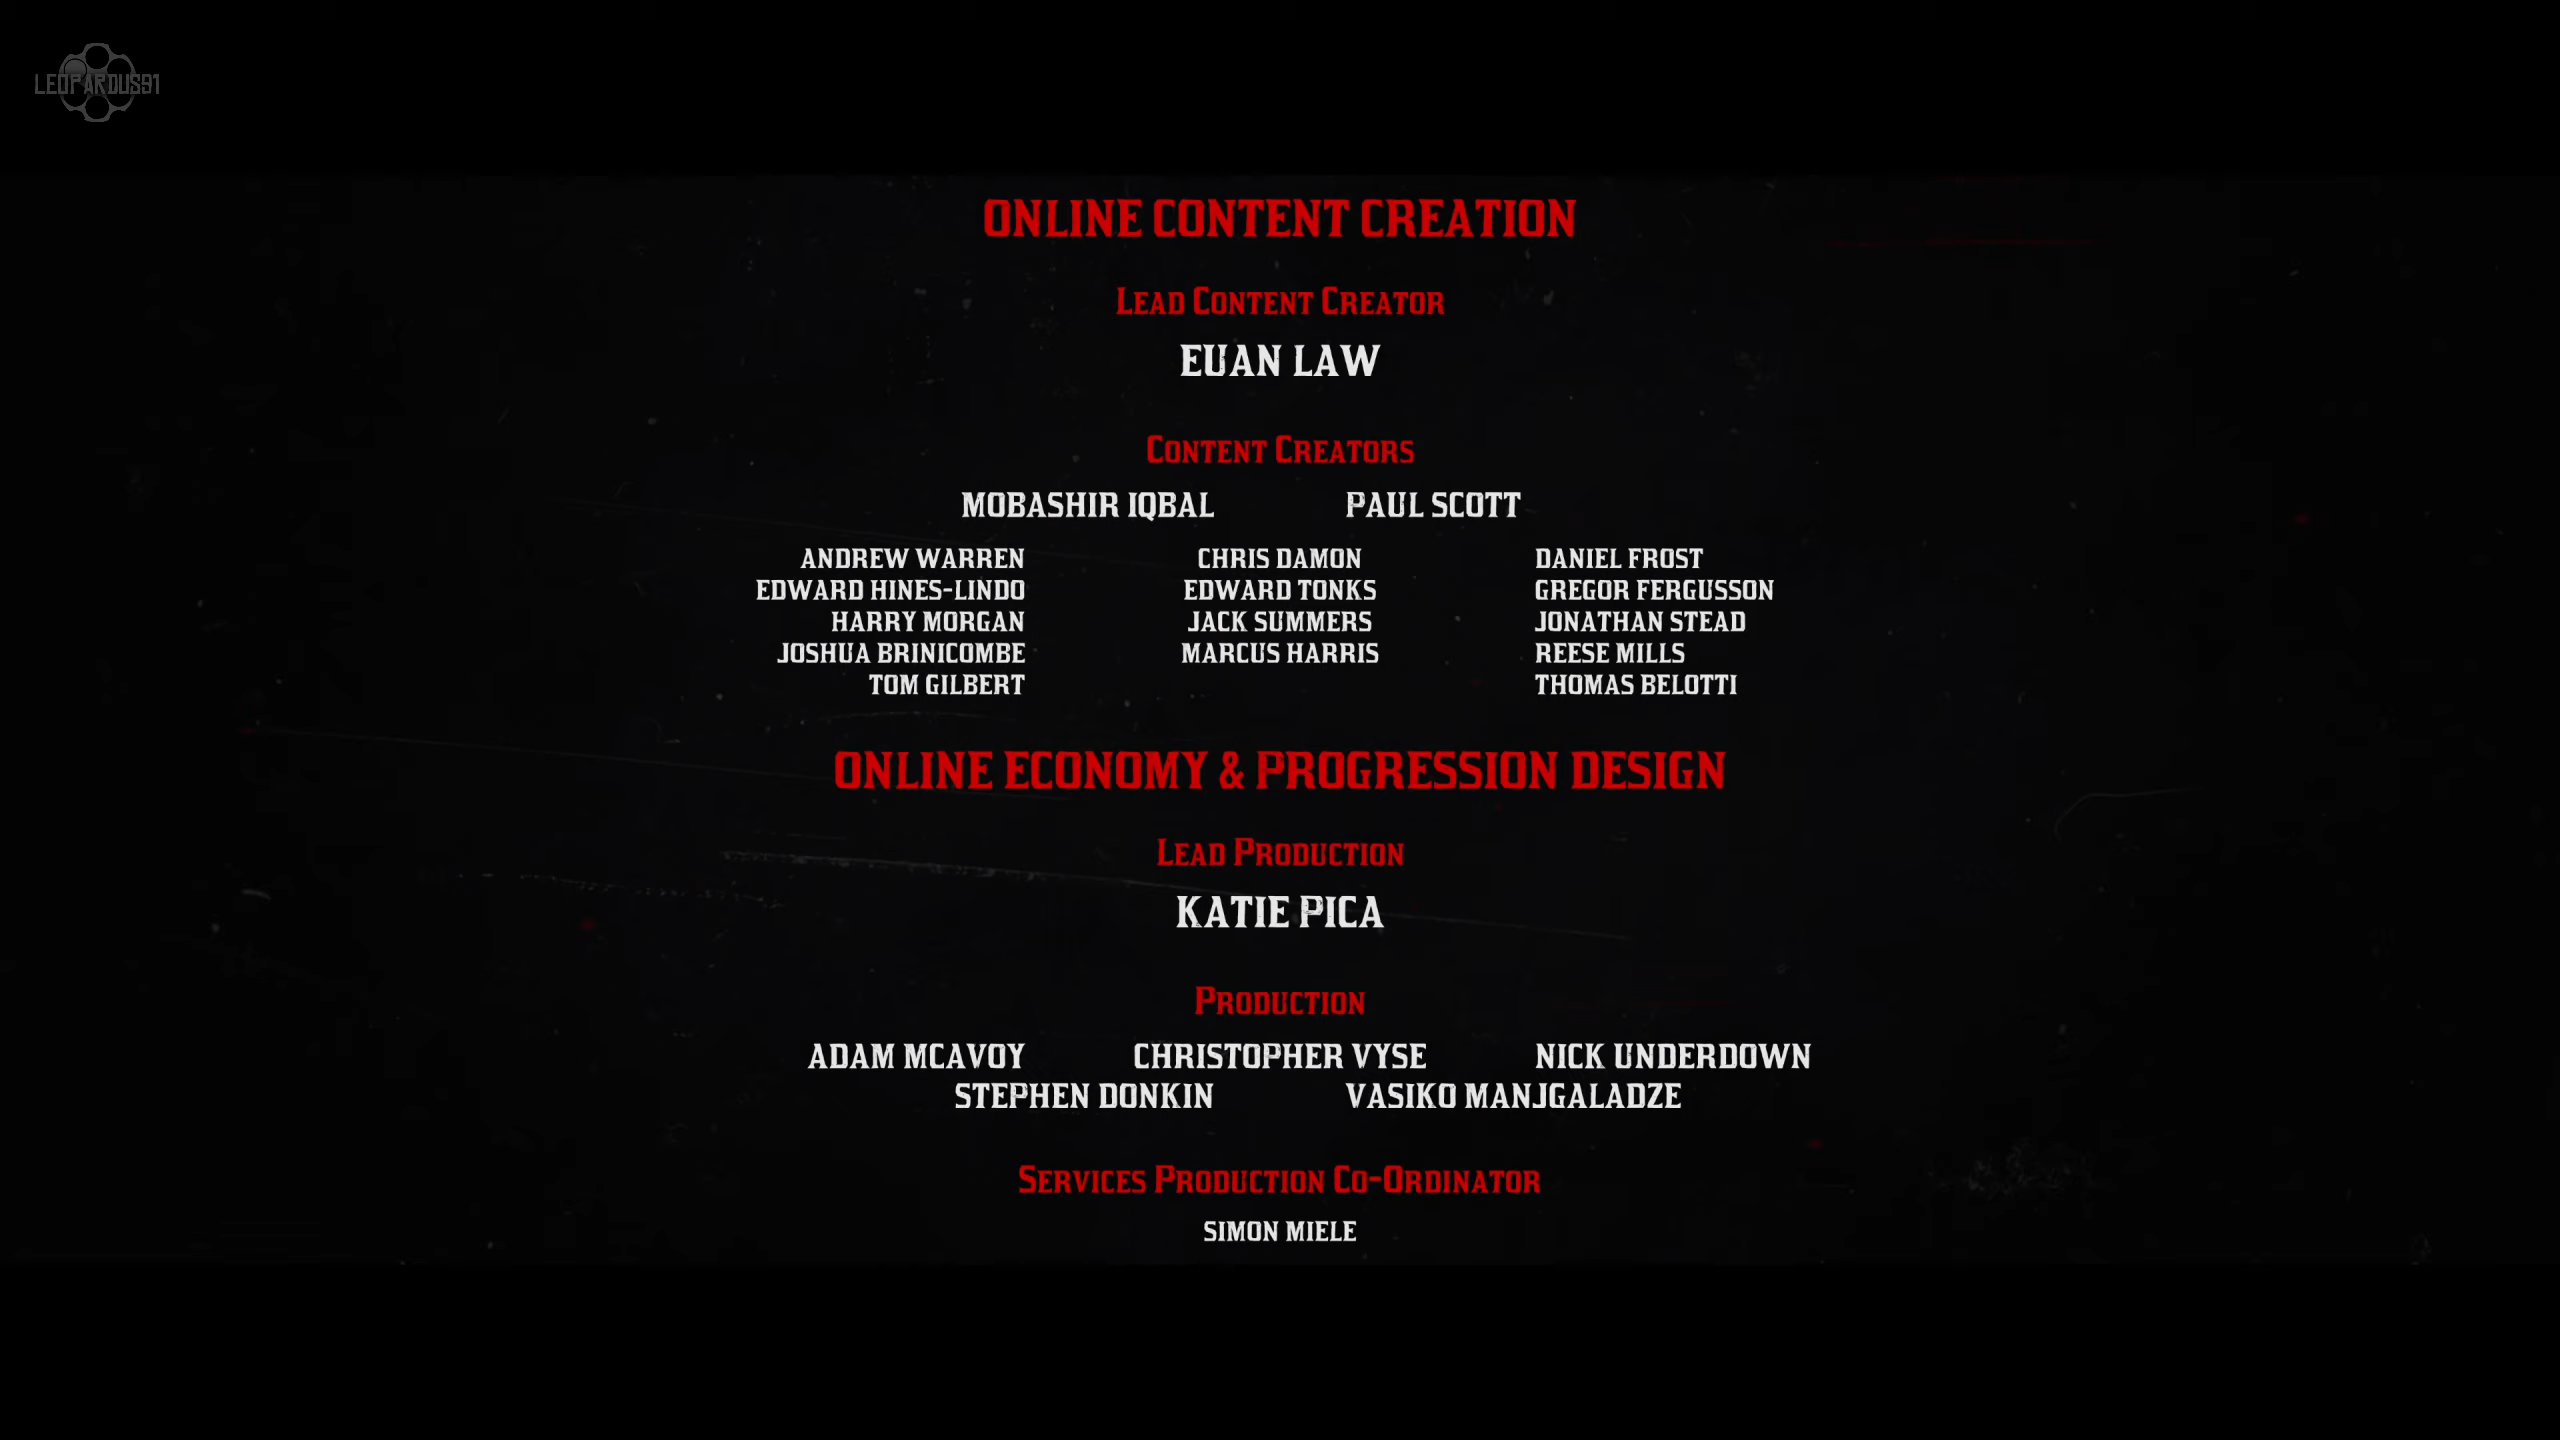 LEOPARDUS91
ONLINE CONTENT CREATION
LEAD CONTENT CREATOR
EUAN LAW
CONTENT CREATORS
MOBASHIR IQBAL PAUL SCOTT
ANDREW WARREN CHRIS DAMON DANIEL FROST
EDWARD HINES-LINDO EDWARD TONKS GREGOR FERGUSSON
HARRY MORGAN JACK SUMMERS JONATHAN STEAD
JOSHUA BRINICOMBE MARCUS HARRIS REESE MILLS
TOM GILBERT THOMAS BELOTTI
ONLINE ECONOMY & PROGRESSION DESIGN
LEAD PRODUCTION
KATIE PICA
PRODUCTION
ADAM MCAVOY CHRISTOPHER VYSE NICK UNDERDOWN
STEPHEN DONKIN VASIKO MANJGALADZE
SERVICES PRODUCTION CO-ORDINATOR
SIMON MIELE